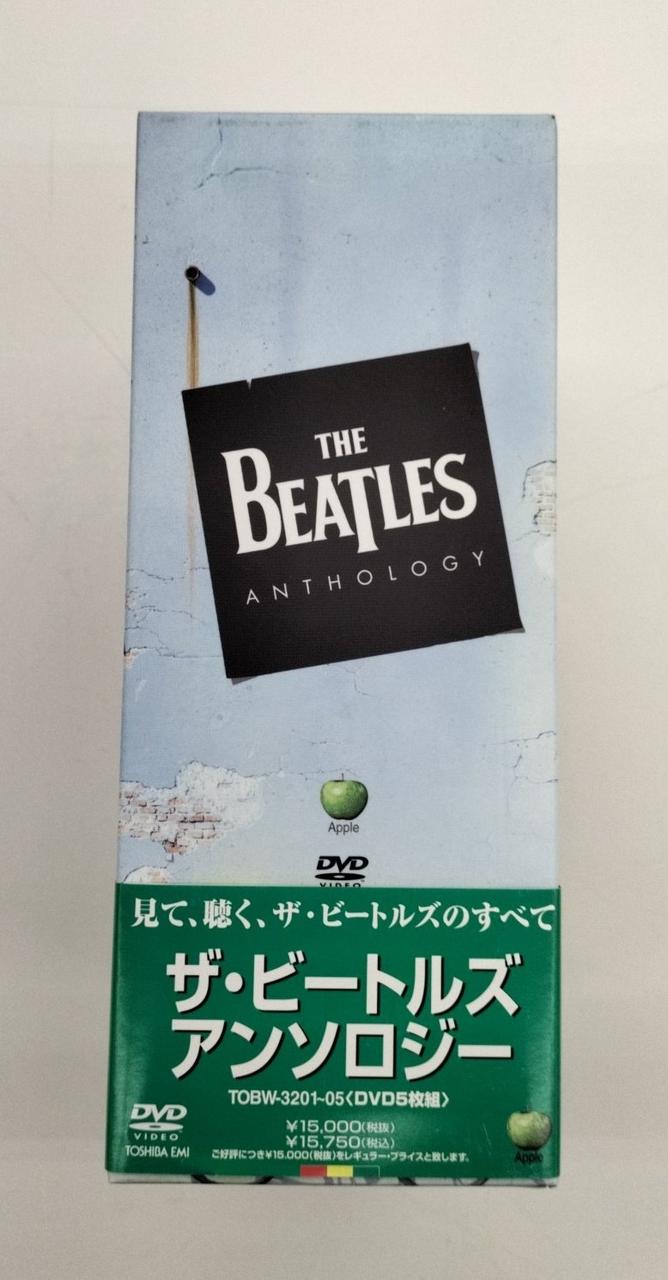 THE
BEATLES
ANTHOLOGY
Apple
DVD
VIDEO
見て、聴く、ザ・ビートルズのすべて
ザ・ビートルズ
アンソロジー
TOBW-3201~05〈DVD5枚組〉
¥15,000(税抜)
¥15,750(税込)
ご好評につき¥15,000(税抜)をレギュラー・プライスと致します。
DVD
VIDEO
TOSHIBA EMI
Apple